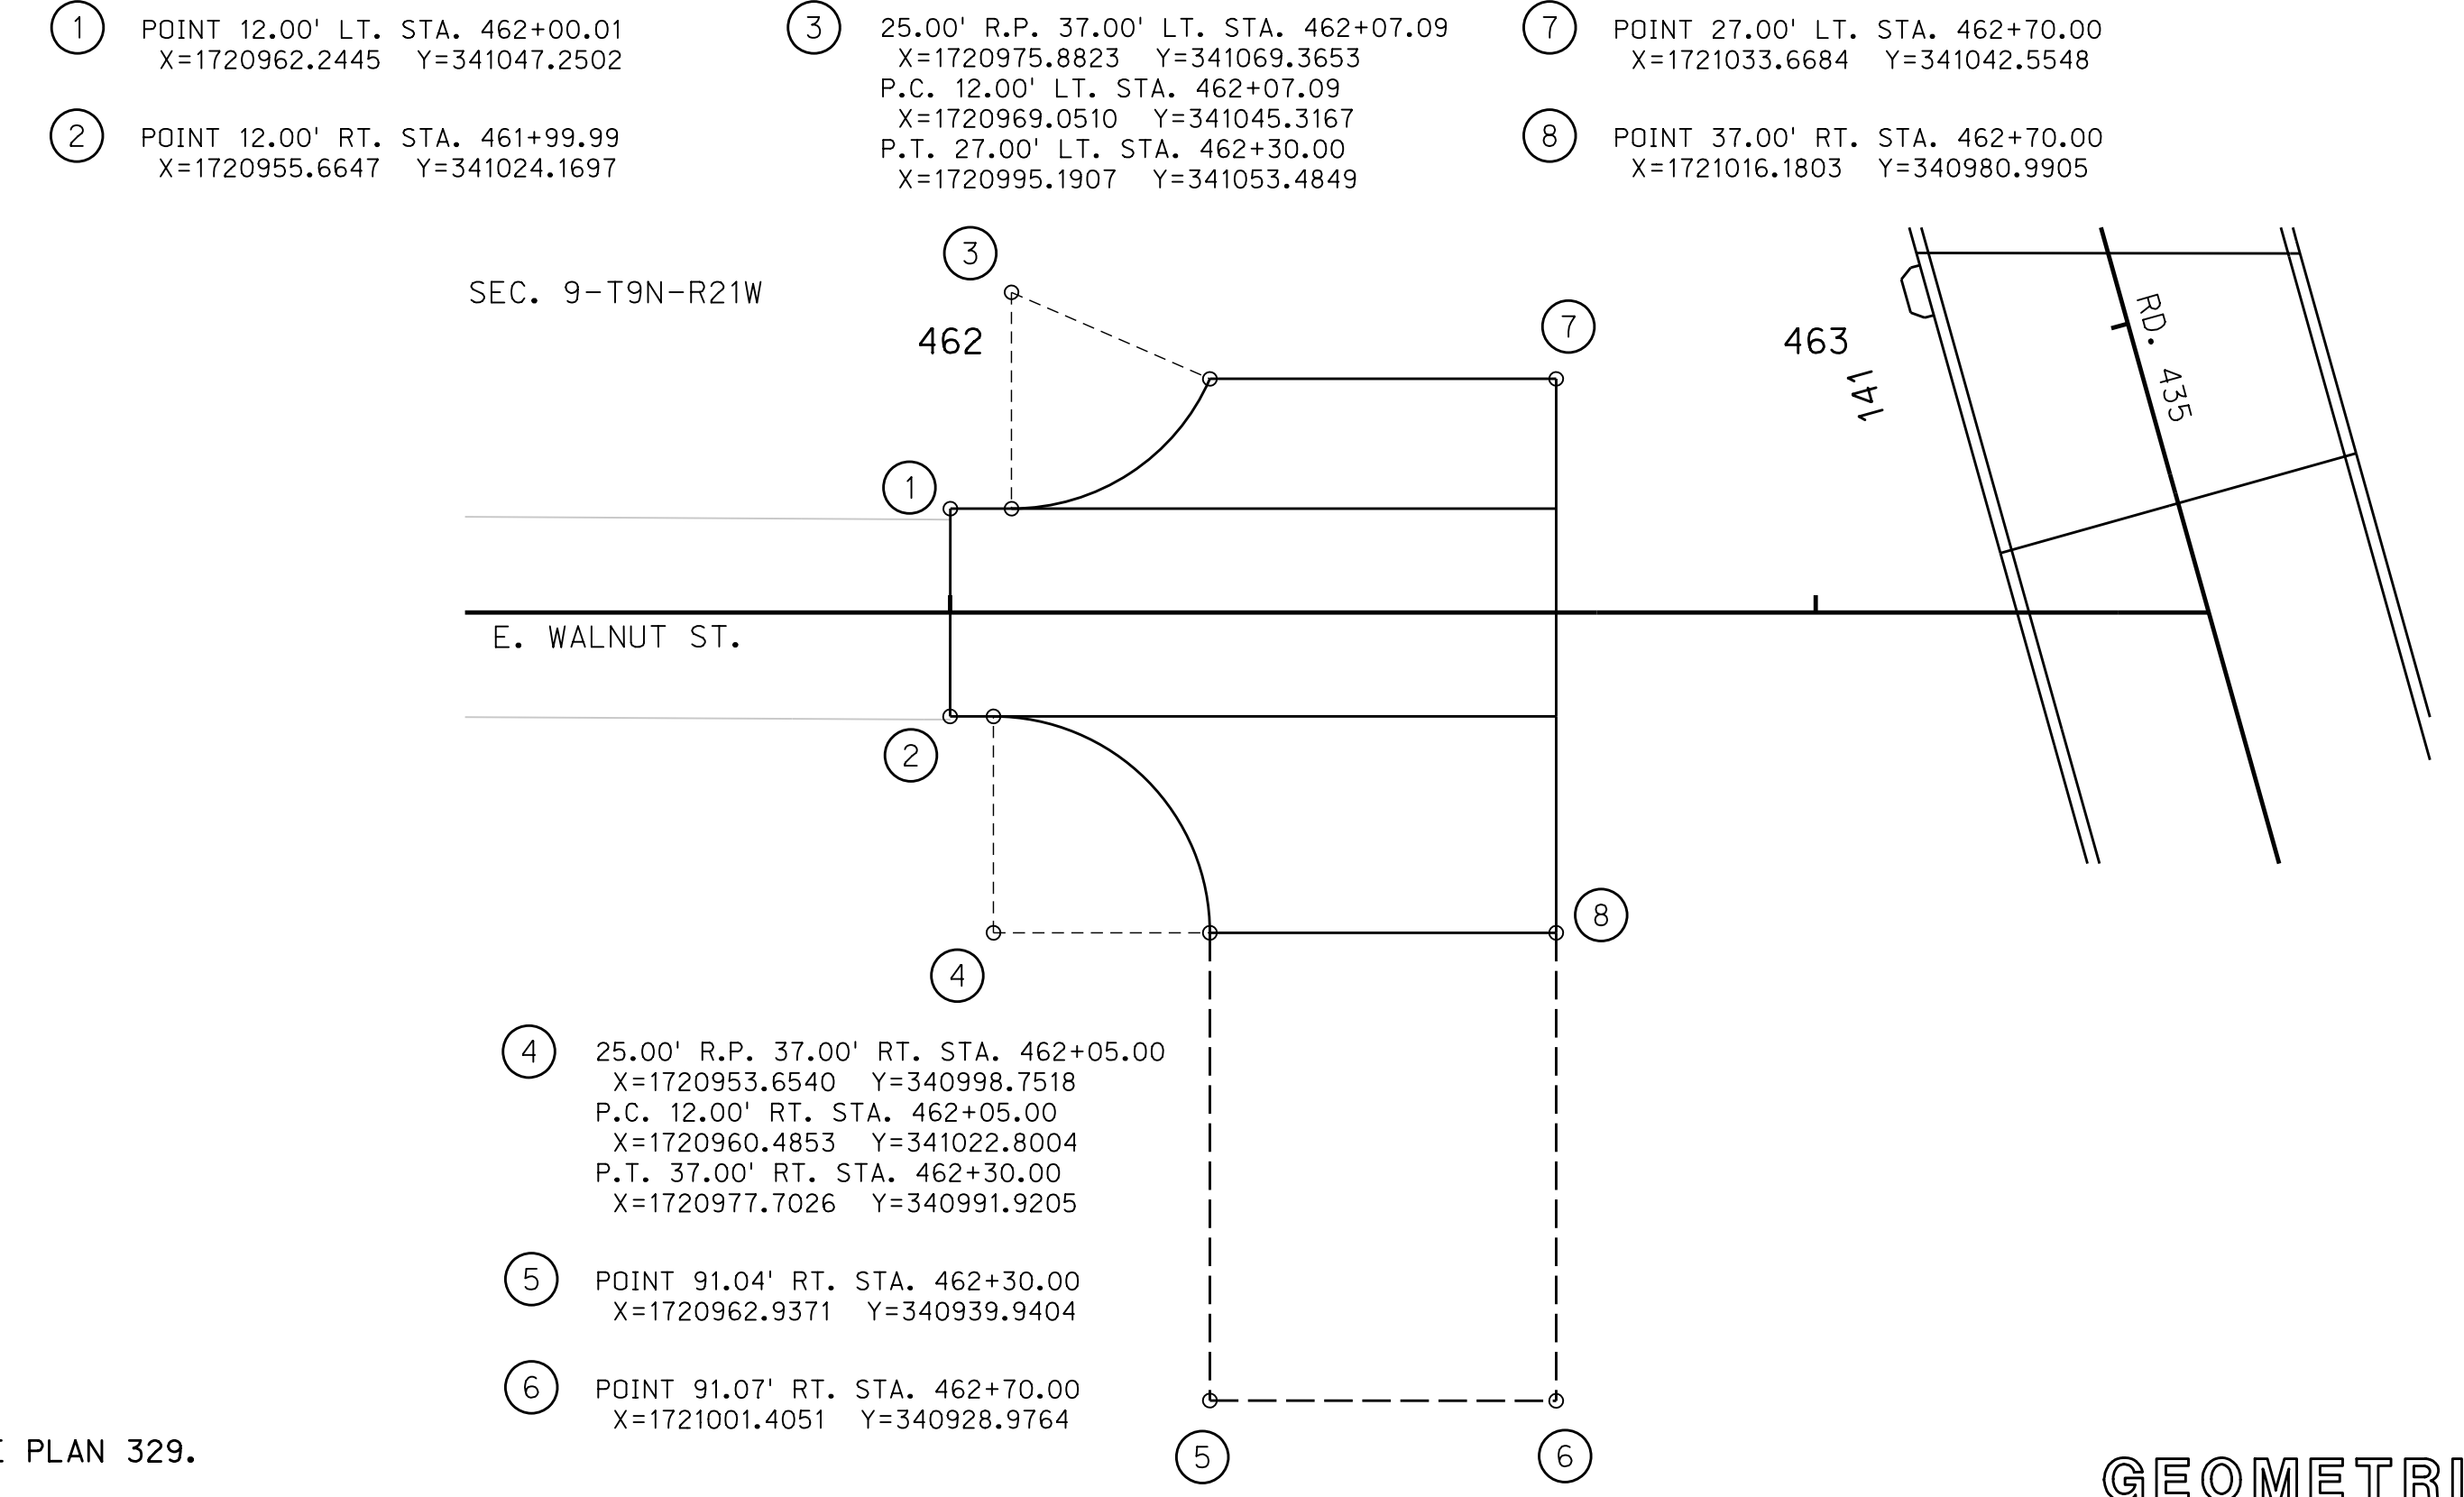 1 POINT 12.00' LT. STA. 462+00.01
X=1720962.2445 Y=341047.2502
2 POINT 12.00' RT. STA. 461+99.99
X=1720955.6647 Y=341024.1697
3 25.00' R.P. 37.00' LT. STA. 462+07.09
X=1720975.8823 Y=341069.3653
P.C. 12.00' LT. STA. 462+07.09
X=1720969.0510 Y=341045.3167
P.T. 27.00' LT. STA. 462+30.00
X=1720995.1907 Y=341053.4849
7 POINT 27.00' LT. STA. 462+70.00
X=1721033.6684 Y=341042.5548
8 POINT 37.00' RT. STA. 462+70.00
X=1721016.1803 Y=340980.9905
SEC. 9-T9N-R21W
3
462
7
463
141
RD. 435
1
E. WALNUT ST.
2
8
4
4 25.00' R.P. 37.00' RT. STA. 462+05.00
X=1720953.6540 Y=340998.7518
P.C. 12.00' RT. STA. 462+05.00
X=1720960.4853 Y=341022.8004
P.T. 37.00' RT. STA. 462+30.00
X=1720977.7026 Y=340991.9205
5 POINT 91.04' RT. STA. 462+30.00
X=1720962.9371 Y=340939.9404
6 POINT 91.07' RT. STA. 462+70.00
X=1721001.4051 Y=340928.9764
5
6
PLAN 329.
GEOMETRI